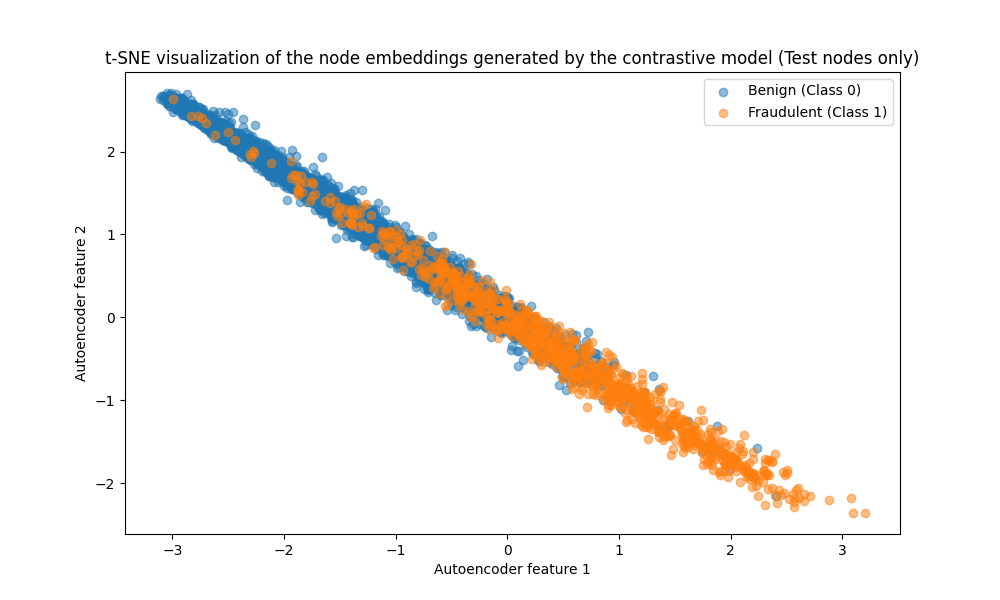 t-SNE visualization of the node embeddings generated by the contrastive model (Test nodes only)
Benign (Class 0)
Fraudulent (Class 1)
2
1
0
−1
−2
Autoencoder feature 2
−3
−2
−1
0
1
2
3
Autoencoder feature 1